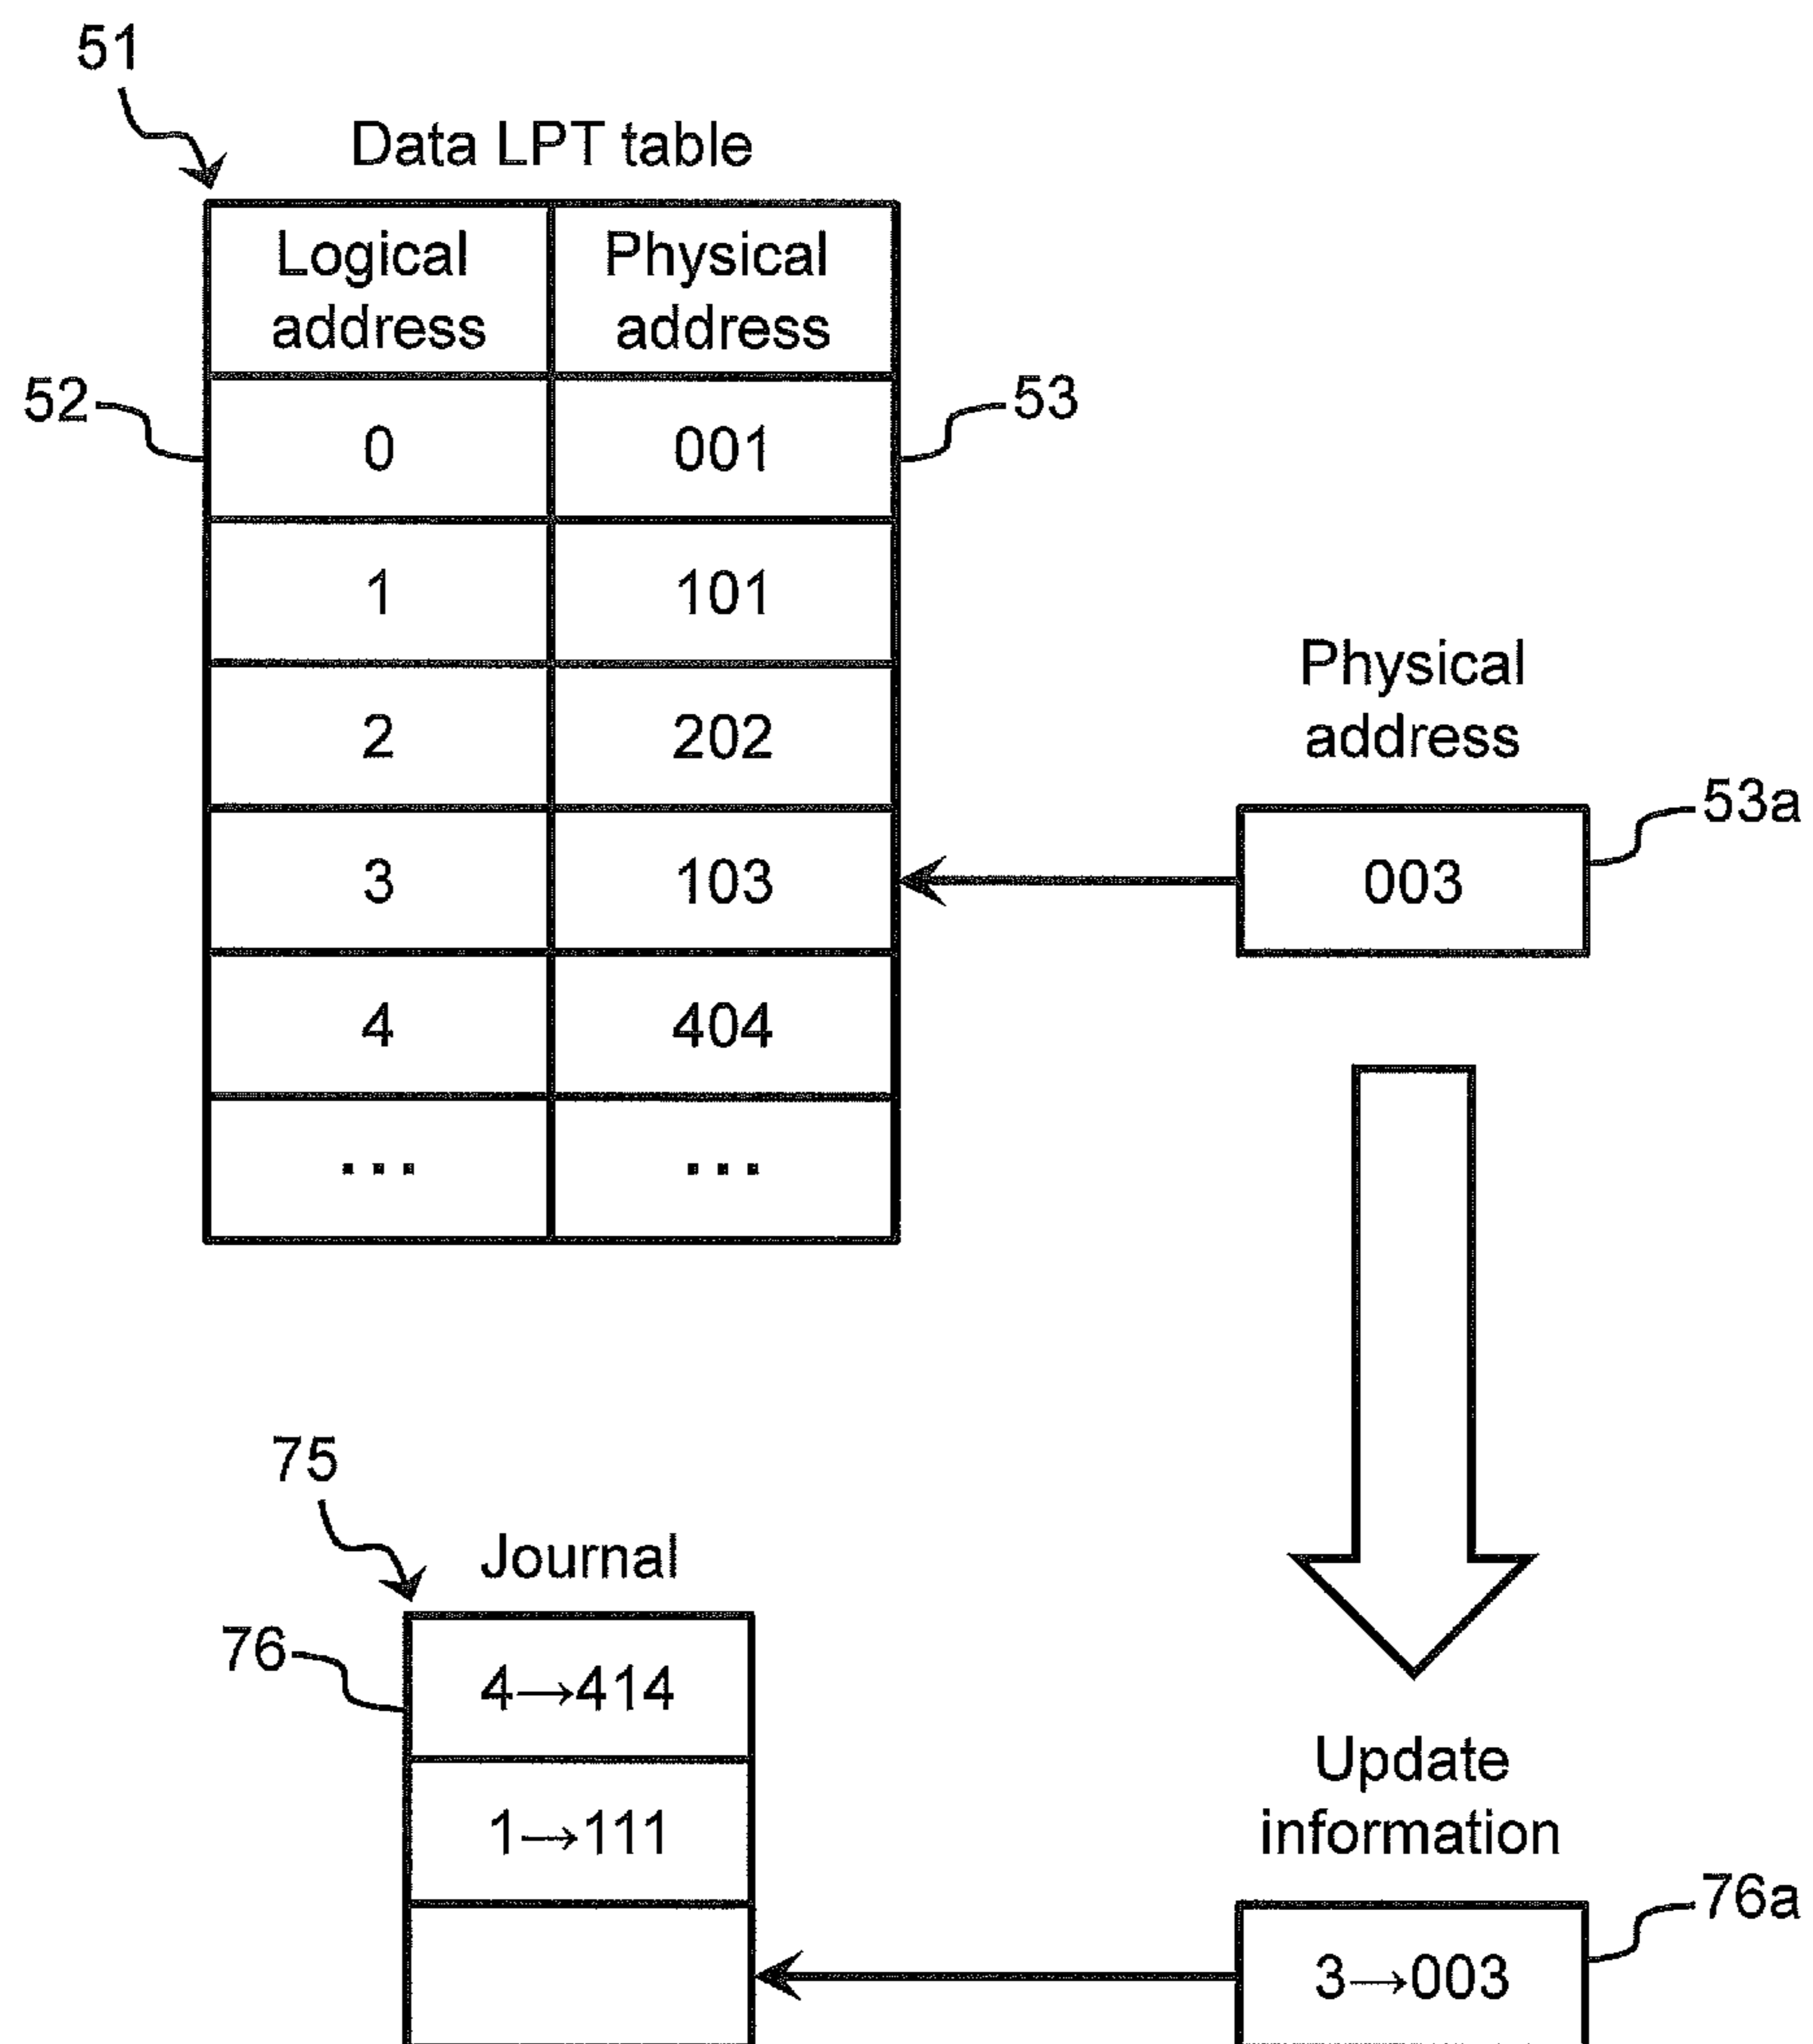 51
Data LPT table
Logical
address
Physical
address
52
53
0
001
1
101
2
202
3
103
4
404
...
...
Physical
address
53a
003
75
Journal
76
4→414
1→111
Update
information
76a
3→003